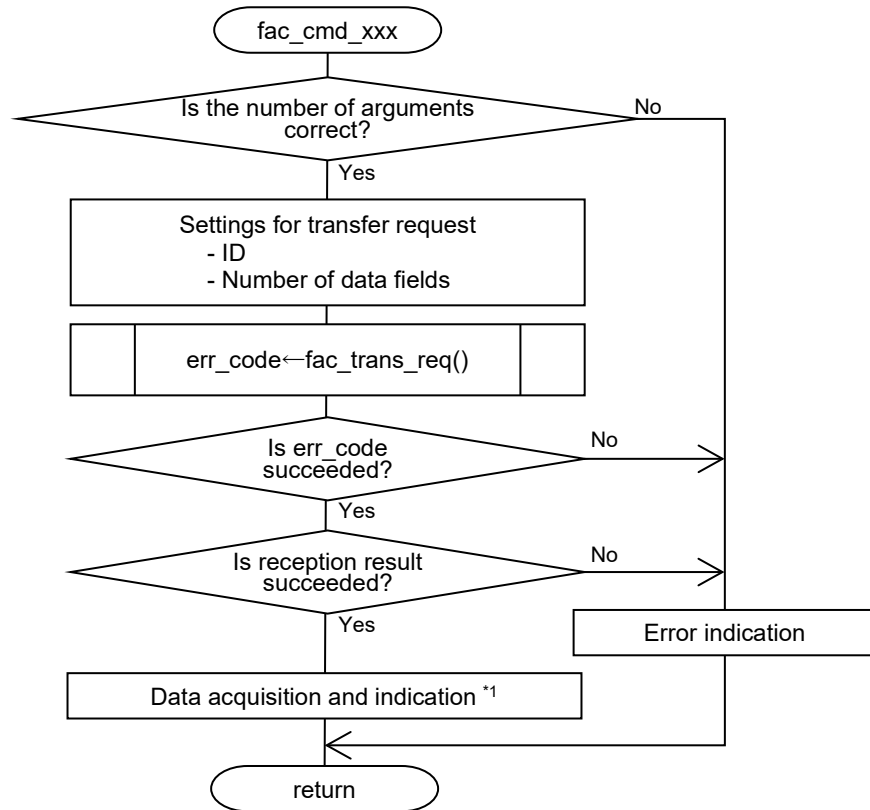 fac_cmd_xxx
Is the number of arguments
correct?
No
Yes
Settings for transfer request
- ID
- Number of data fields
err_code←fac_trans_req()
Is err_code
succeeded?
No
Yes
Is reception result
succeeded?
No
Yes
Error indication
Data acquisition and indication *1
return